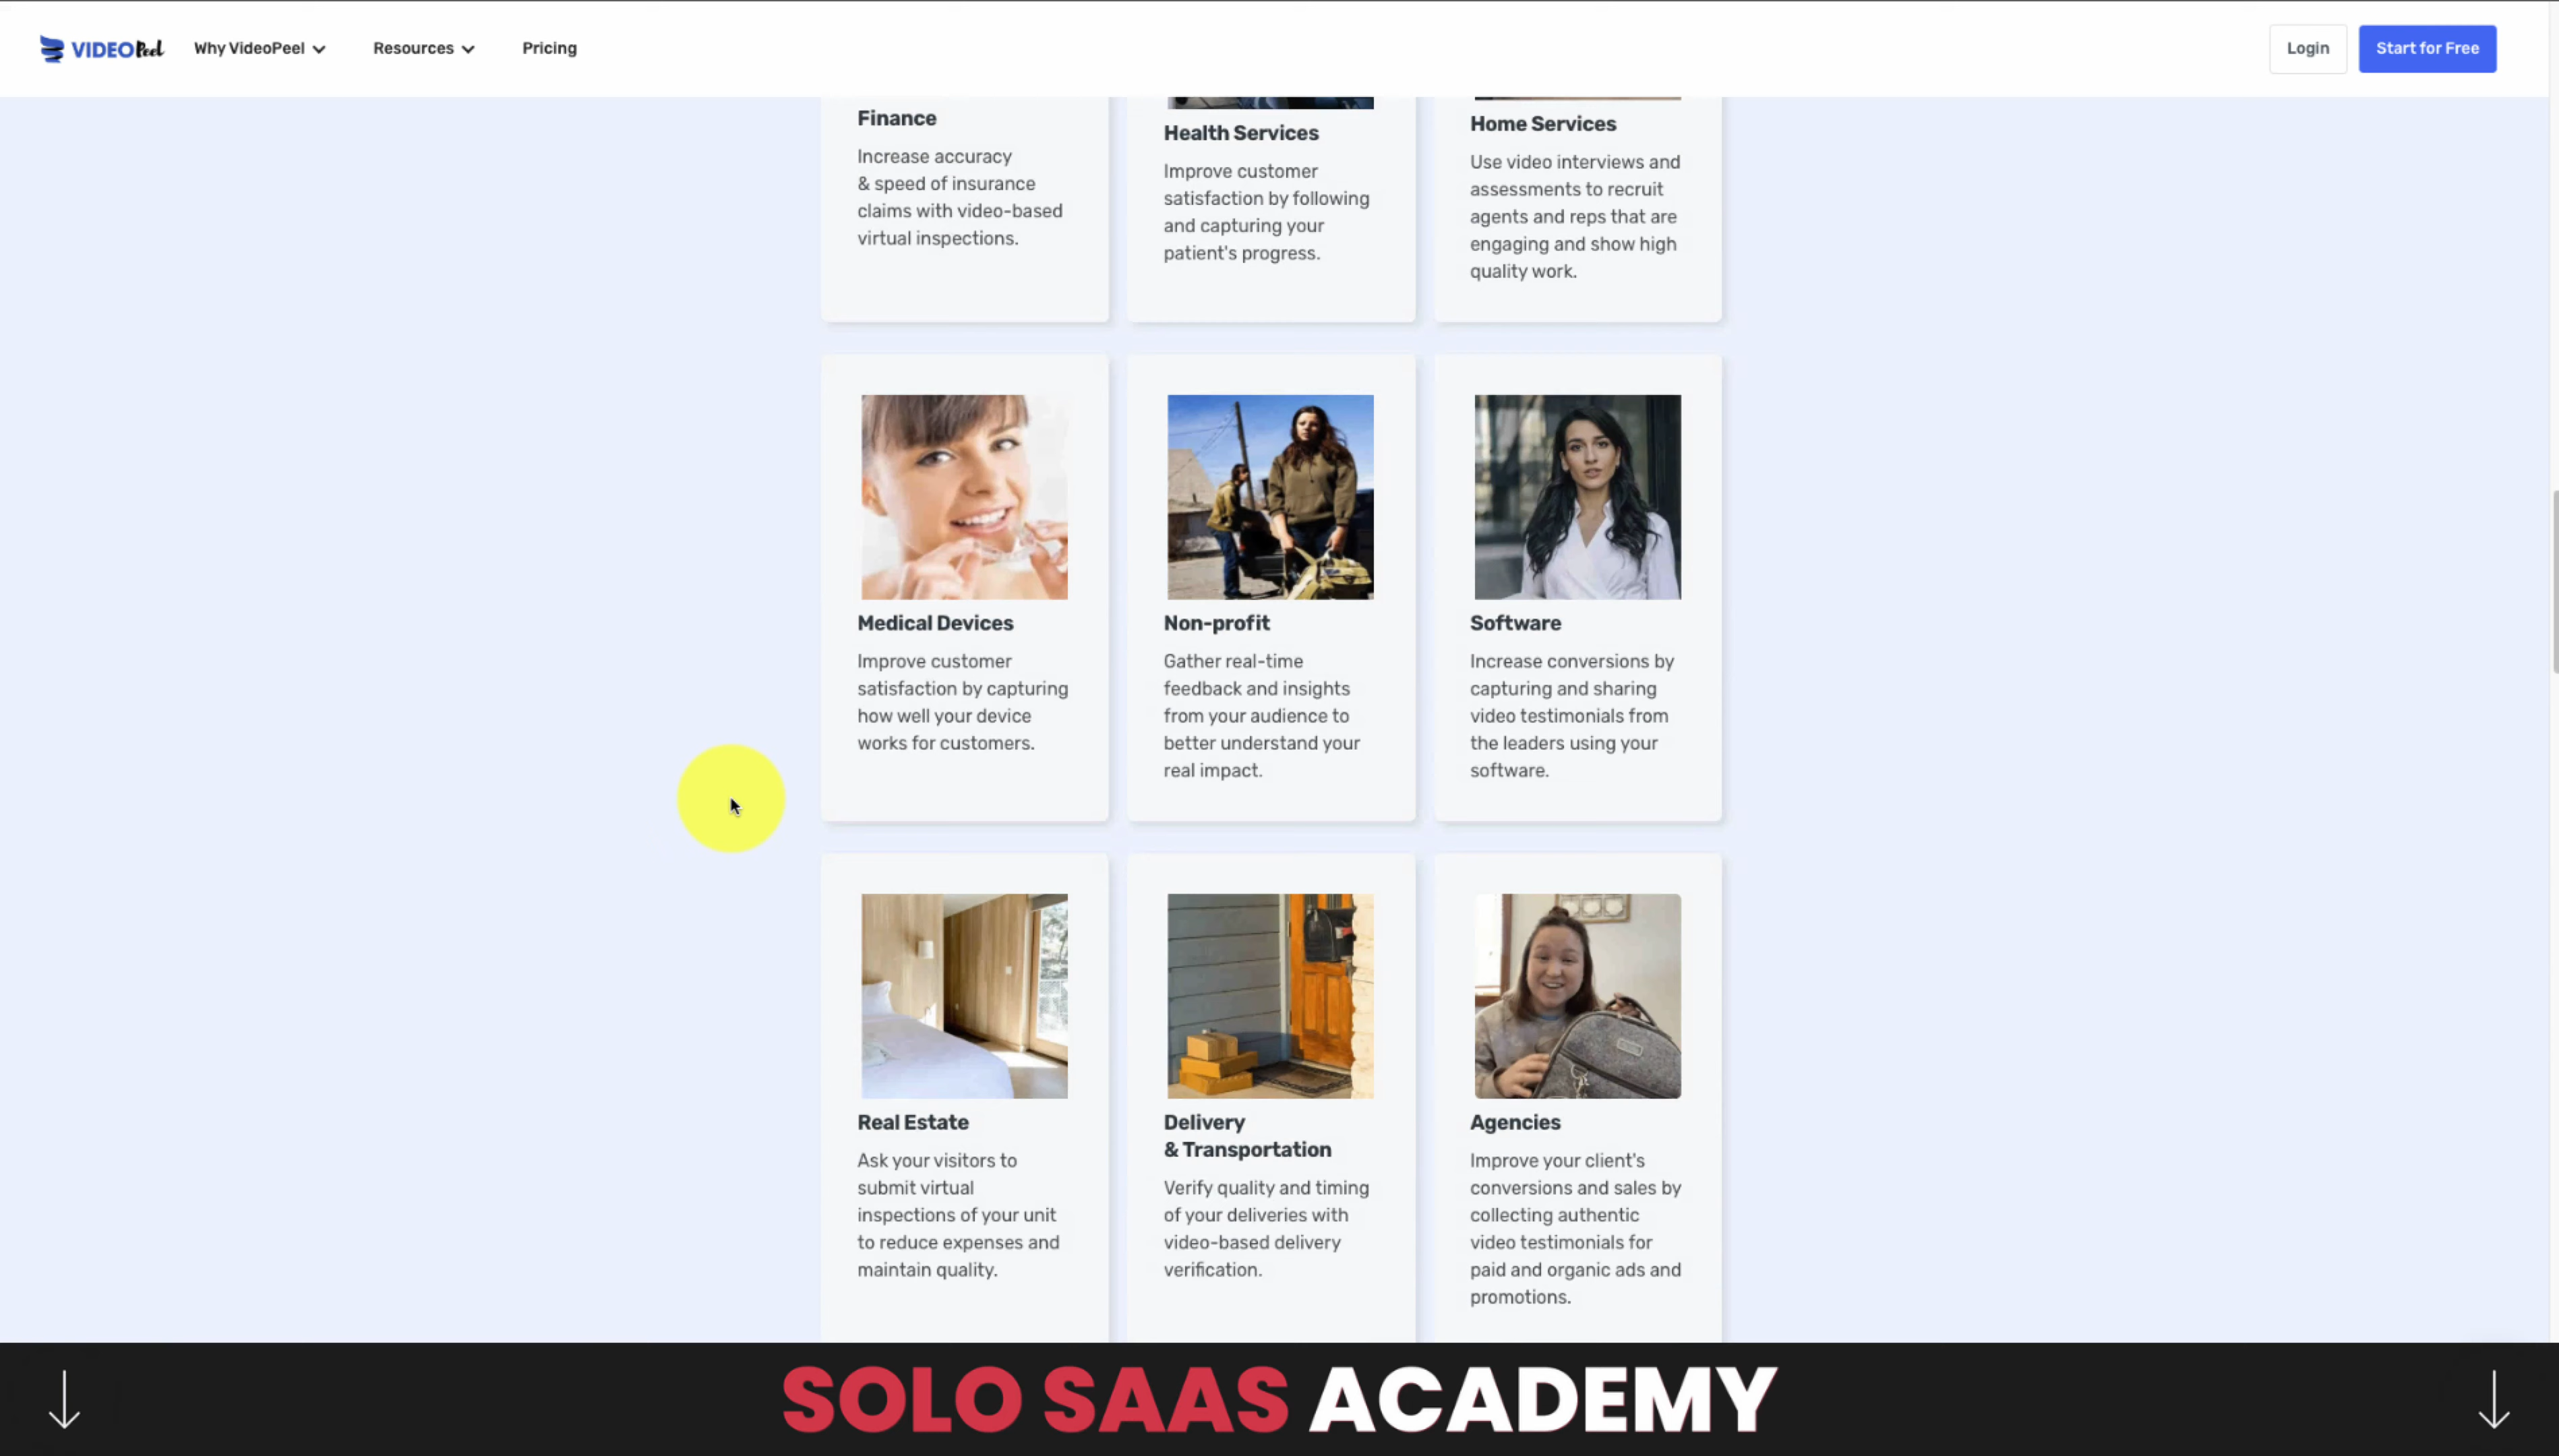 VIDEOPeel
Why VideoPeel
Resources
Pricing
Login
Start for Free
Finance
Increase accuracy
& speed of insurance
claims with video-based
virtual inspections.
Health Services
Improve customer
satisfaction by following
and capturing your
patient's progress.
Home Services
Use video interviews and
assessments to recruit
agents and reps that are
engaging and show high
quality work.
Medical Devices
Improve customer
satisfaction by capturing
how well your device
works for customers.
Non-profit
Gather real-time
feedback and insights
from your audience to
better understand your
real impact.
Software
Increase conversions by
capturing and sharing
video testimonials from
the leaders using your
software.
Real Estate
Ask your visitors to
submit virtual
inspections of your unit
to reduce expenses and
maintain quality.
Delivery
& Transportation
Verify quality and timing
of your deliveries with
video-based delivery
verification.
Agencies
Improve your client's
conversions and sales by
collecting authentic
video testimonials for
paid and organic ads and
promotions.
SOLO SAAS ACADEMY